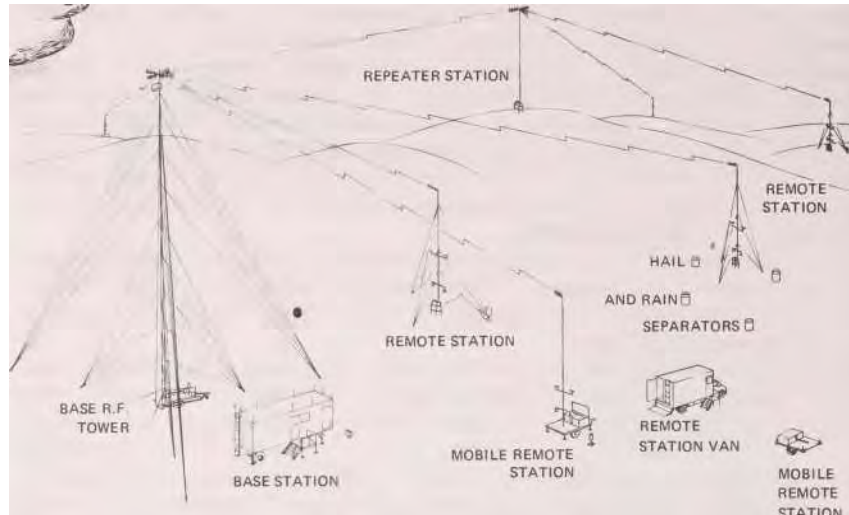 REPEATER STATION
REMOTE
STATION
HAIL
AND RAIN
SEPARATORS
REMOTE STATION
BASE R.F.
TOWER
BASE STATION
MOBILE REMOTE
STATION
REMOTE
STATION VAN
MOBILE
REMOTE
STATION